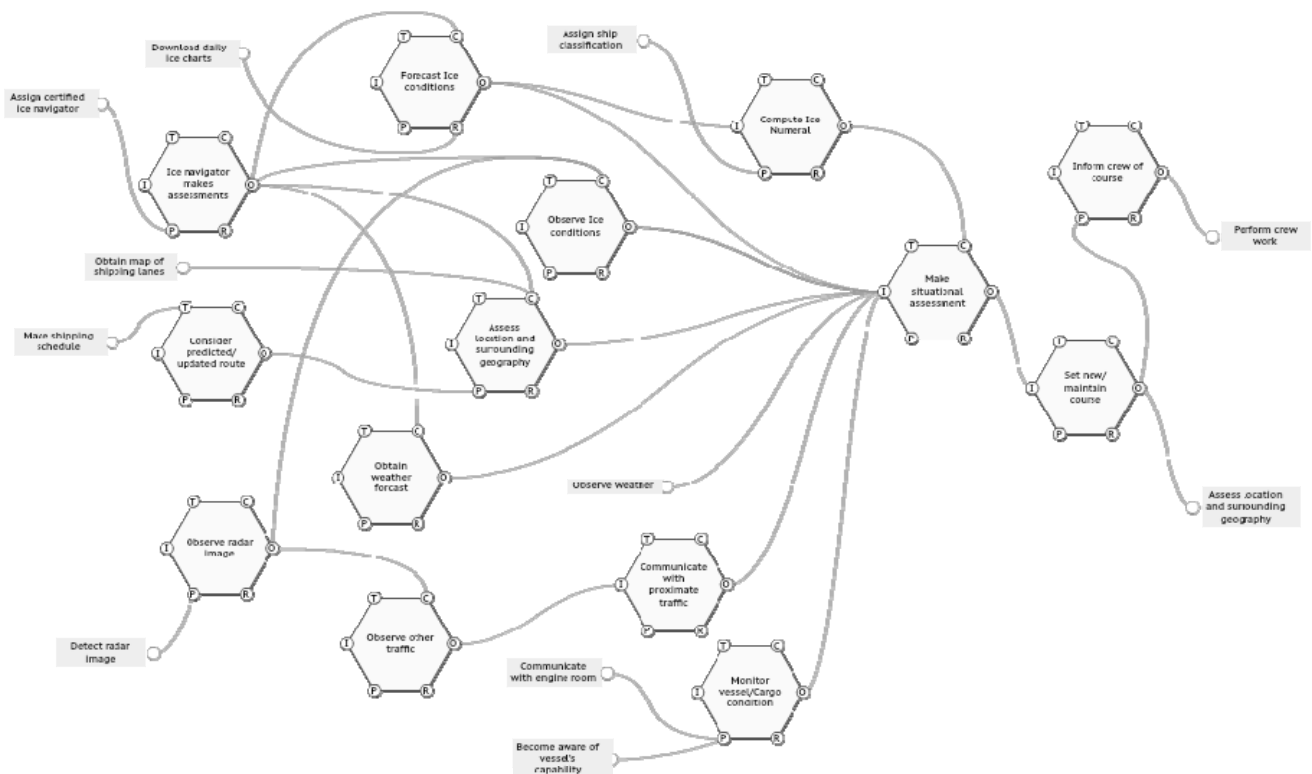 Download daily
ice charts
Assign certified
ice navigator
T
C
I
Forecast Ice
conditions
O
P
R
Assign ship
classification
T
C
I
Compute Ice
Numeral
O
P
R
T
C
I
Ice navigator
makes
assessments
O
P
R
T
C
I
Inform crew of
course
O
P
R
T
C
I
Observe Ice
conditions
O
P
R
Perform crew
work
Obtain map of
shipping lanes
T
C
I
Make
situational
assessment
O
P
R
Make shipping
schedule
T
C
I
Consider
predicted/
updated route
O
P
R
T
C
I
Assess
location and
surrounding
geography
O
P
R
T
C
I
Set new/
maintain
course
O
P
R
T
C
I
Obtain
weather
forcast
O
P
R
Observe weather
Assess location
and surrounding
geography
T
C
I
Observe radar
image
O
P
R
T
C
I
Communicate
with
proximate
traffic
O
P
R
Detect radar
image
T
C
I
Observe other
traffic
O
P
R
Communicate
with engine room
T
C
I
Monitor
vessel/Cargo
condition
O
P
R
Become aware of
vessel's
capability